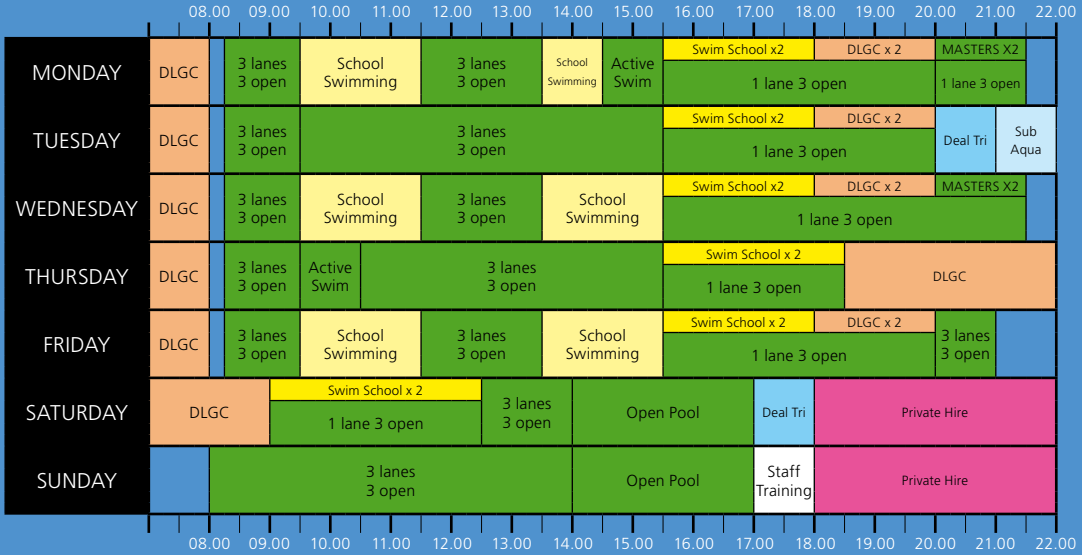 08.00 09.00 10.00 11.00 12.00 13.00 14.00 15.00 16.00 17.00 18.00 19.00 20.00 21.00 22.00
MONDAY
DLGC
3 lanes
3 open
School
Swimming
3 lanes
3 open
School
Swimming
Active
Swim
Swim School x2
DLGC x 2
MASTERS X2
1 lane 3 open
1 lane 3 open
TUESDAY
DLGC
3 lanes
3 open
3 lanes
3 open
Swim School x2
DLGC x 2
1 lane 3 open
Deal Tri
Sub
Aqua
WEDNESDAY
DLGC
3 lanes
3 open
School
Swimming
3 lanes
3 open
School
Swimming
Swim School x2
DLGC x 2
MASTERS X2
1 lane 3 open
THURSDAY
DLGC
3 lanes
3 open
Active
Swim
3 lanes
3 open
Swim School x 2
1 lane 3 open
DLGC
FRIDAY
DLGC
3 lanes
3 open
School
Swimming
3 lanes
3 open
School
Swimming
Swim School x 2
DLGC x 2
1 lane 3 open
3 lanes
3 open
SATURDAY
DLGC
Swim School x 2
1 lane 3 open
3 lanes
3 open
Open Pool
Deal Tri
Private Hire
SUNDAY
3 lanes
3 open
Open Pool
Staff
Training
Private Hire
08.00 09.00 10.00 11.00 12.00 13.00 14.00 15.00 16.00 17.00 18.00 19.00 20.00 21.00 22.00